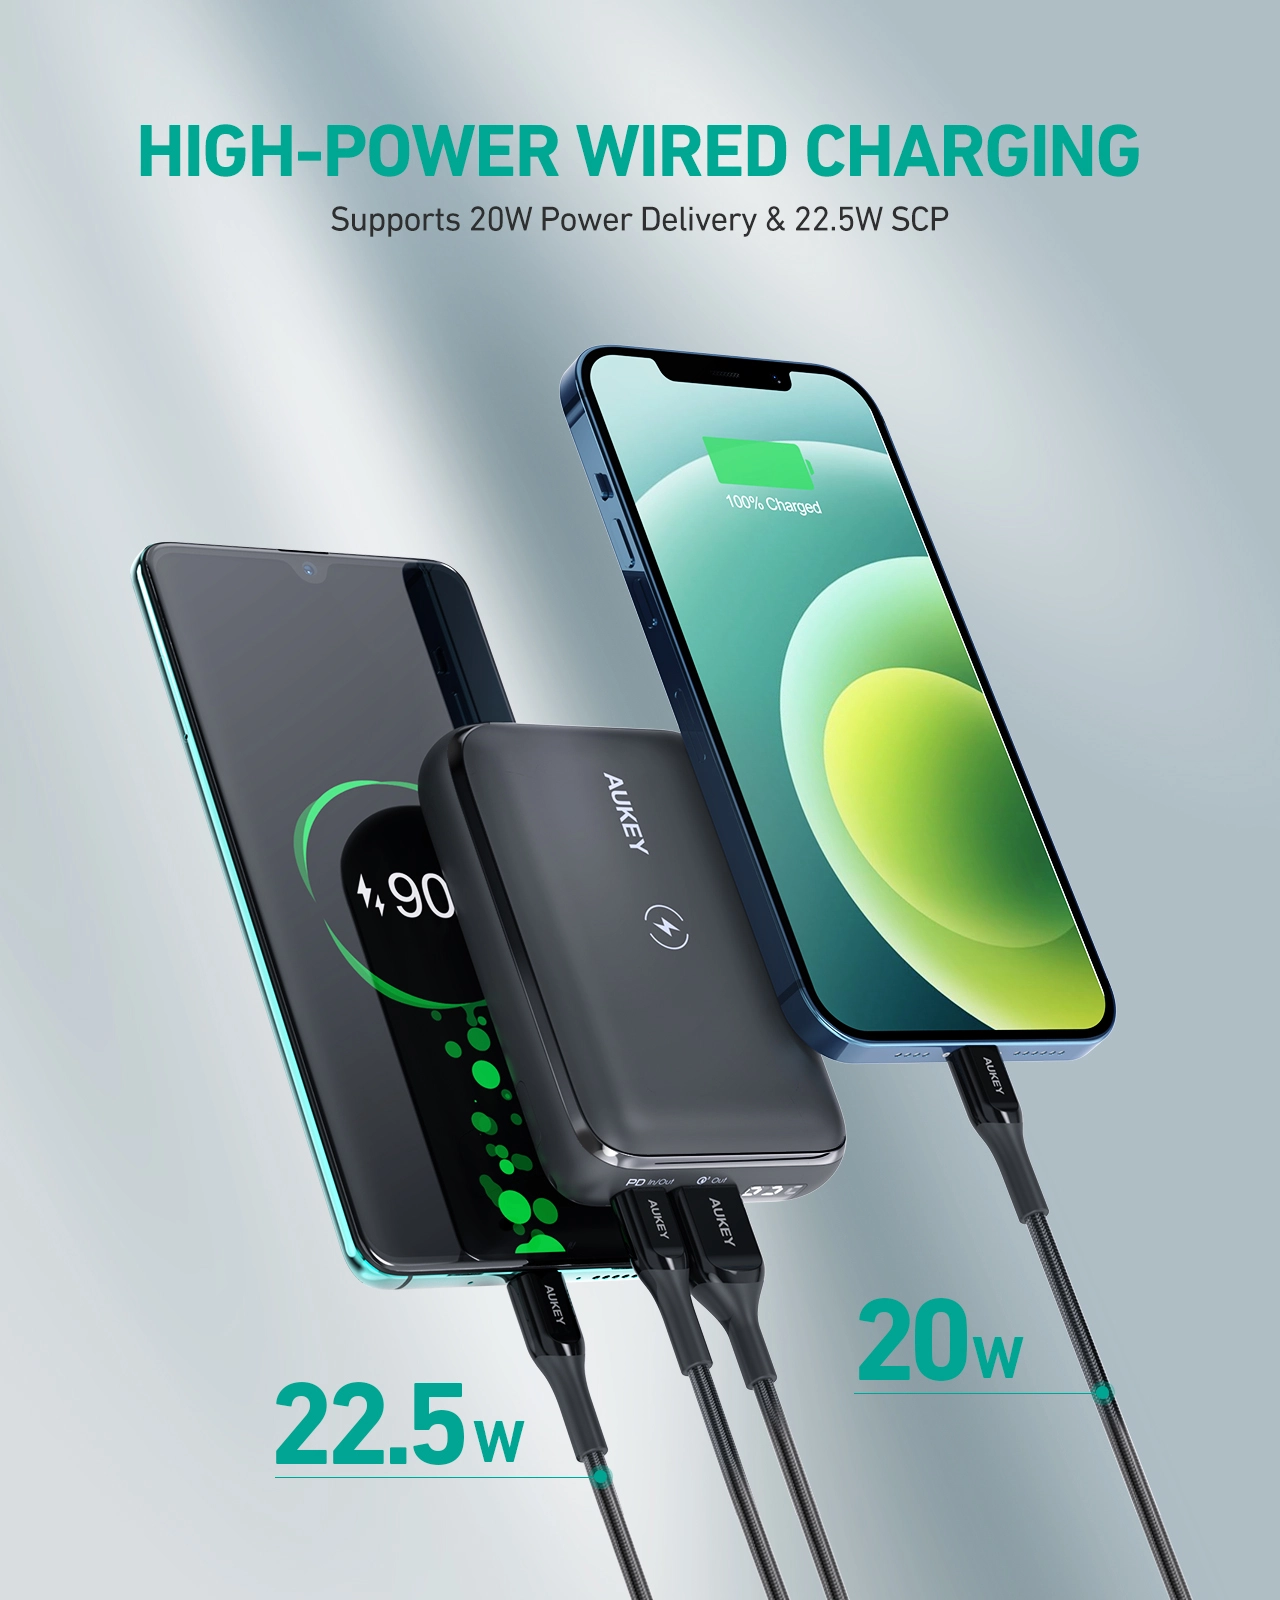 HIGH-POWER WIRED CHARGING
Supports 20W Power Delivery & 22.5W SCP
100% Charged
AUKEY
90
PD In/Out
Out
AUKEY
AUKEY
AUKEY
AUKEY
20W
22.5W